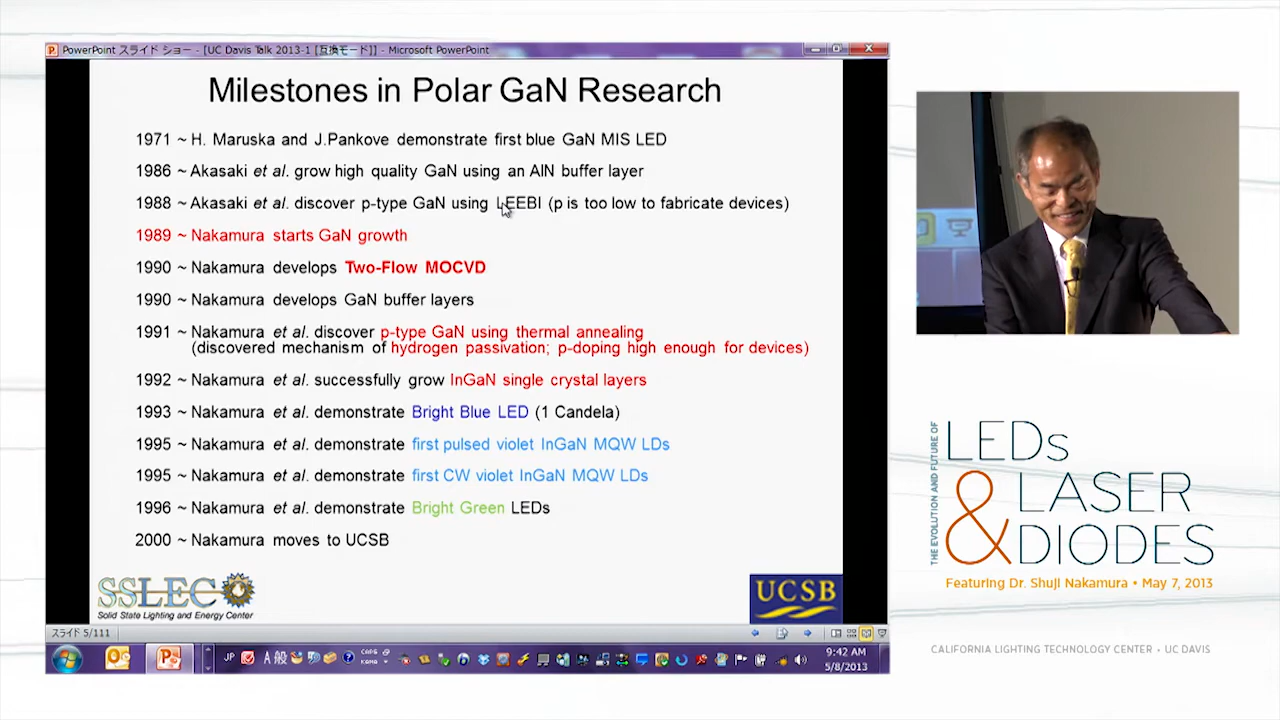 PowerPoint スライド ショー - [UC Davis Talk 2013-1 [互換モード]] - Microsoft PowerPoint
Milestones in Polar GaN Research
1971 ~ H. Maruska and J.Pankove demonstrate first blue GaN MIS LED
1986 ~ Akasaki et al. grow high quality GaN using an AlN buffer layer
1988 ~ Akasaki et al. discover p-type GaN using LEEBI (p is too low to fabricate devices)
1989 ~ Nakamura starts GaN growth
1990 ~ Nakamura develops Two-Flow MOCVD
1990 ~ Nakamura develops GaN buffer layers
1991 ~ Nakamura et al. discover p-type GaN using thermal annealing
(discovered mechanism of hydrogen passivation; p-doping high enough for devices)
1992 ~ Nakamura et al. successfully grow InGaN single crystal layers
1993 ~ Nakamura et al. demonstrate Bright Blue LED (1 Candela)
1995 ~ Nakamura et al. demonstrate first pulsed violet InGaN MQW LDs
1995 ~ Nakamura et al. demonstrate first CW violet InGaN MQW LDs
1996 ~ Nakamura et al. demonstrate Bright Green LEDs
2000 ~ Nakamura moves to UCSB
SSLEC
Solid State Lighting and Energy Center
UCSB
スライド 5/111
JP A 般 CAPS KANA
9:42 AM
5/8/2013
THE EVOLUTION AND FUTURE OF
LEDs
& LASER
DIODES
Featuring Dr. Shuji Nakamura • May 7, 2013
CALIFORNIA LIGHTING TECHNOLOGY CENTER • UC DAVIS